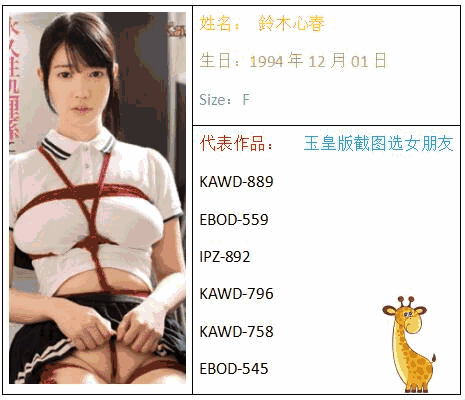 姓名： 鈴木心春
生日：1994 年 12 月 01 日
Size：F
代表作品： 玉皇版截图选女朋友
KAWD-889
EBOD-559
IPZ-892
KAWD-796
KAWD-758
EBOD-545